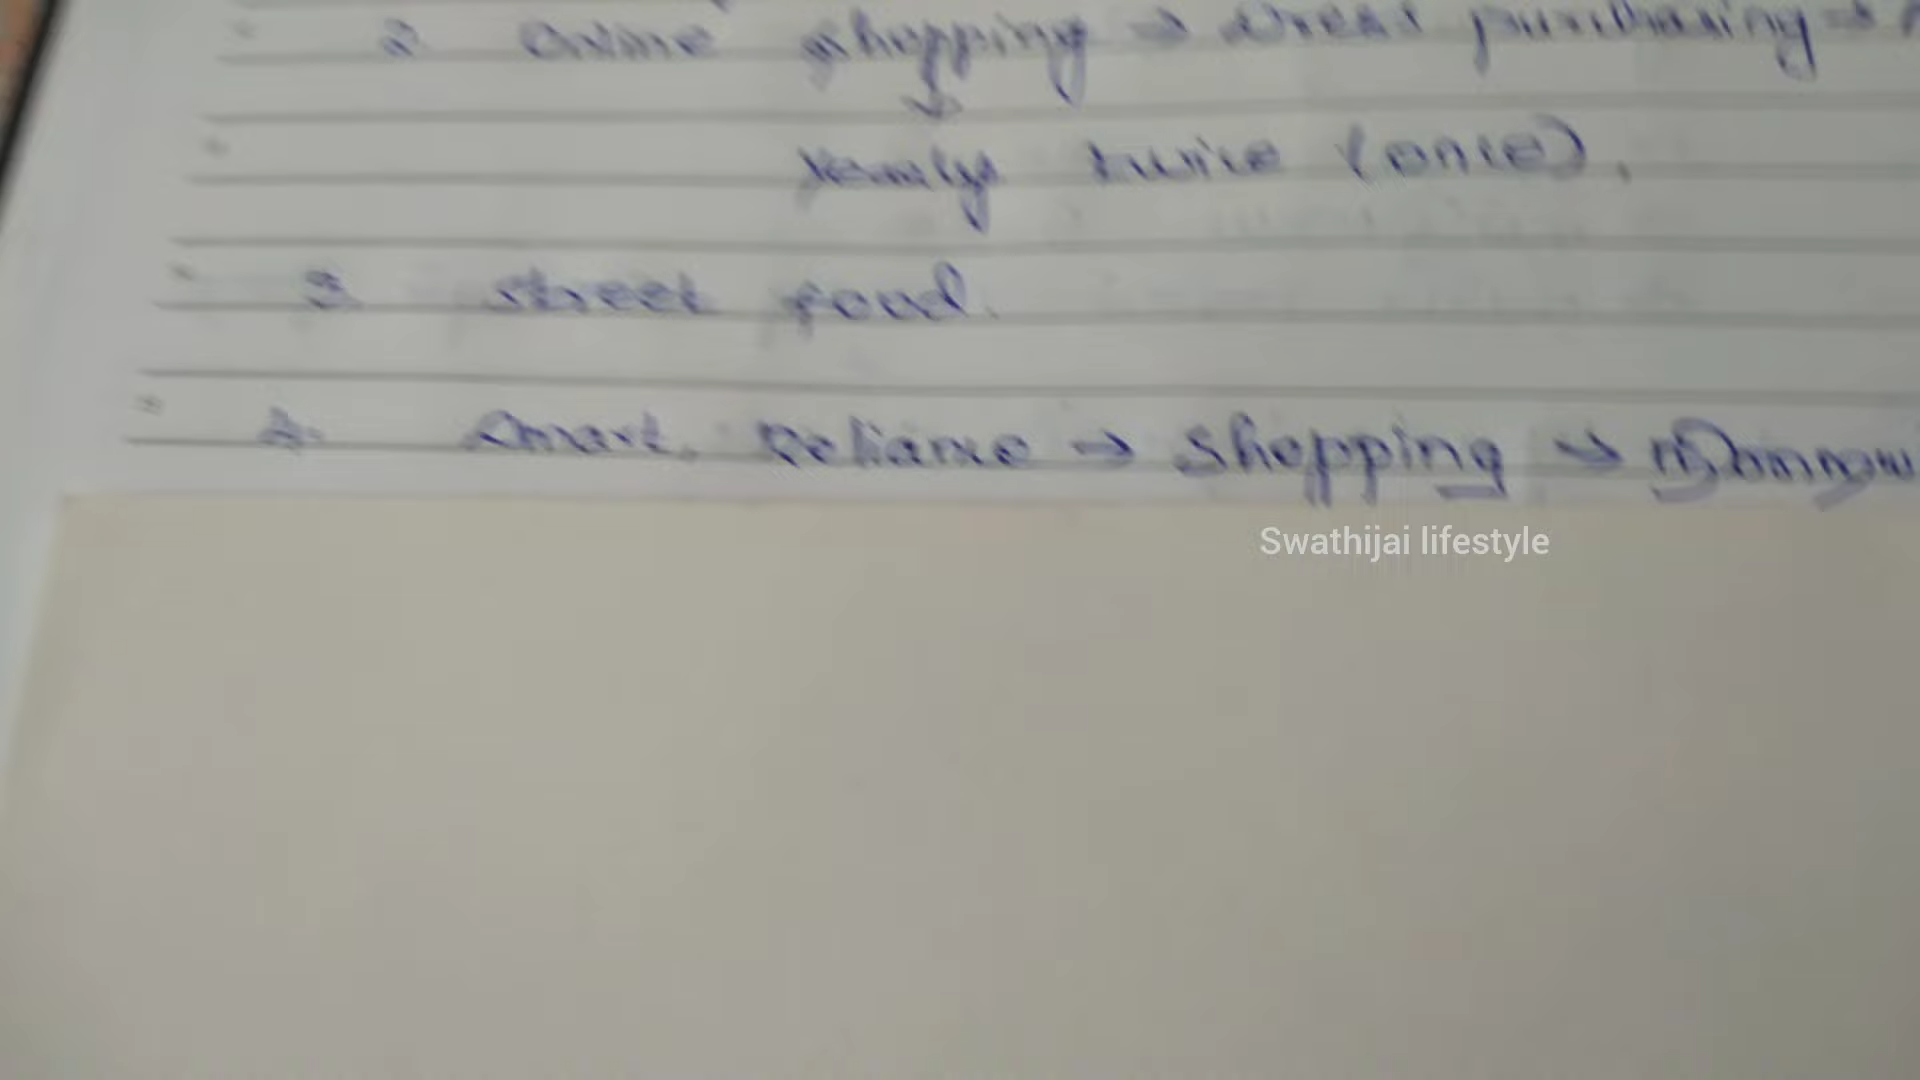 2 Online shopping → Dress purchasing →
↓
Yearly twice (once).
3 street food.
4. Dmart, Reliance → Shopping →
Swathijai lifestyle